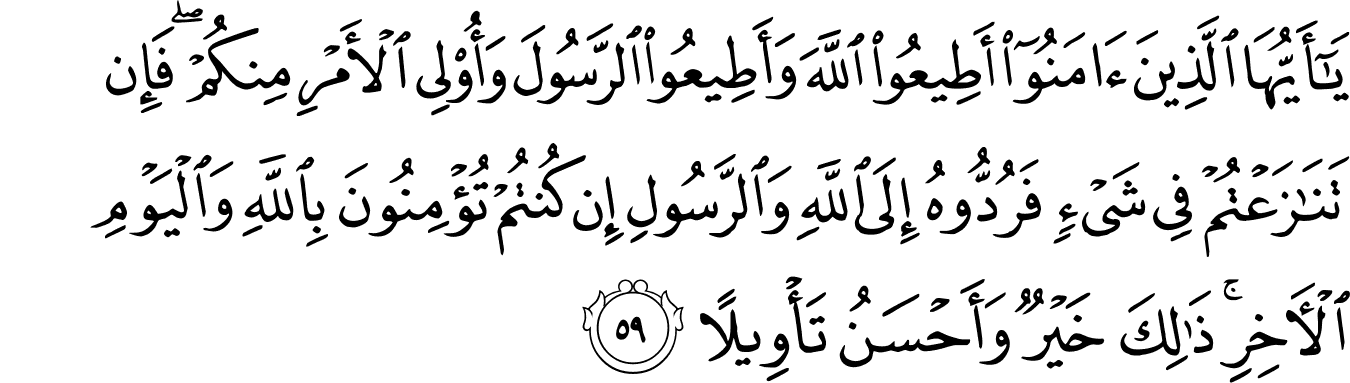 يَـٰٓأَيُّهَا ٱلَّذِينَ ءَامَنُوٓا۟ أَطِيعُوا۟ ٱللَّهَ وَأَطِيعُوا۟ ٱلرَّسُولَ وَأُو۟لِى ٱلْأَمْرِ مِنكُمْ ۖ فَإِن
تَنَـٰزَعْتُمْ فِى شَىْءٍ فَرُدُّوهُ إِلَى ٱللَّهِ وَٱلرَّسُولِ إِن كُنتُمْ تُؤْمِنُونَ بِٱللَّهِ وَٱلْيَوْمِ
ٱلْـَٔاخِرِ ۚ ذَٰلِكَ خَيْرٌ وَأَحْسَنُ تَأْوِيلًا ٥٩